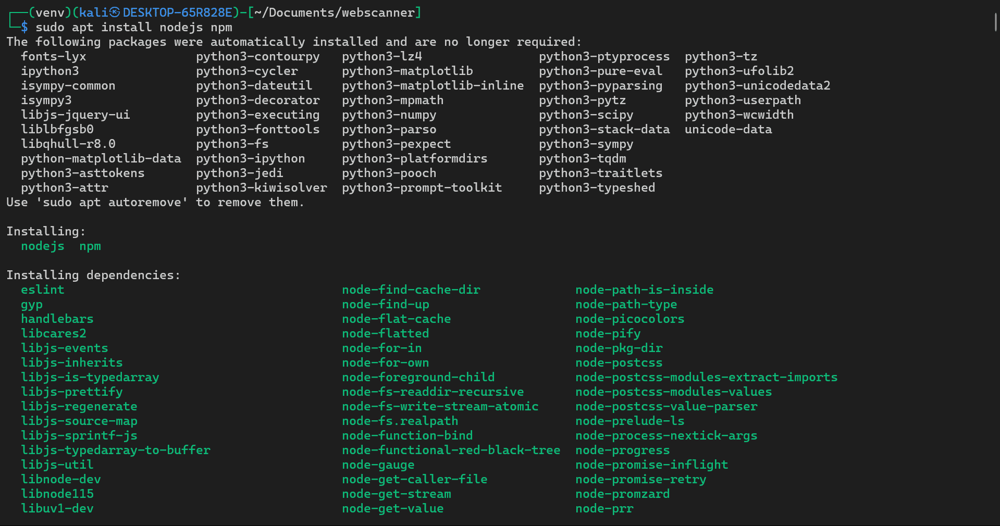 (venv)(kali㉿DESKTOP-65R828E)-[~/Documents/webscanner]
$ sudo apt install nodejs npm
The following packages were automatically installed and are no longer required:
fonts-lyx python3-contourpy python3-lz4 python3-ptyprocess python3-tz
ipython3 python3-cycler python3-matplotlib python3-pure-eval python3-ufolib2
isympy-common python3-dateutil python3-matplotlib-inline python3-pyparsing python3-unicodedata2
isympy3 python3-decorator python3-mpmath python3-pytz python3-userpath
libjs-jquery-ui python3-executing python3-numpy python3-scipy python3-wcwidth
liblbfgsb0 python3-fonttools python3-parso python3-stack-data unicode-data
libqhull-r8.0 python3-fs python3-pexpect python3-sympy
python-matplotlib-data python3-ipython python3-platformdirs python3-tqdm
python3-asttokens python3-jedi python3-pooch python3-traitlets
python3-attr python3-kiwisolver python3-prompt-toolkit python3-typeshed
Use 'sudo apt autoremove' to remove them.
Installing:
nodejs npm
Installing dependencies:
eslint node-find-cache-dir node-path-is-inside
gyp node-find-up node-path-type
handlebars node-flat-cache node-picocolors
libcares2 node-flatted node-pify
libjs-events node-for-in node-pkg-dir
libjs-inherits node-for-own node-postcss
libjs-is-typedarray node-foreground-child node-postcss-modules-extract-imports
libjs-prettify node-fs-readdir-recursive node-postcss-modules-values
libjs-regenerate node-fs-write-stream-atomic node-postcss-value-parser
libjs-source-map node-fs.realpath node-prelude-ls
libjs-sprintf-js node-function-bind node-process-nextick-args
libjs-typedarray-to-buffer node-functional-red-black-tree node-progress
libjs-util node-gauge node-promise-inflight
libnode-dev node-get-caller-file node-promise-retry
libnode115 node-get-stream node-promzard
libuv1-dev node-get-value node-prr